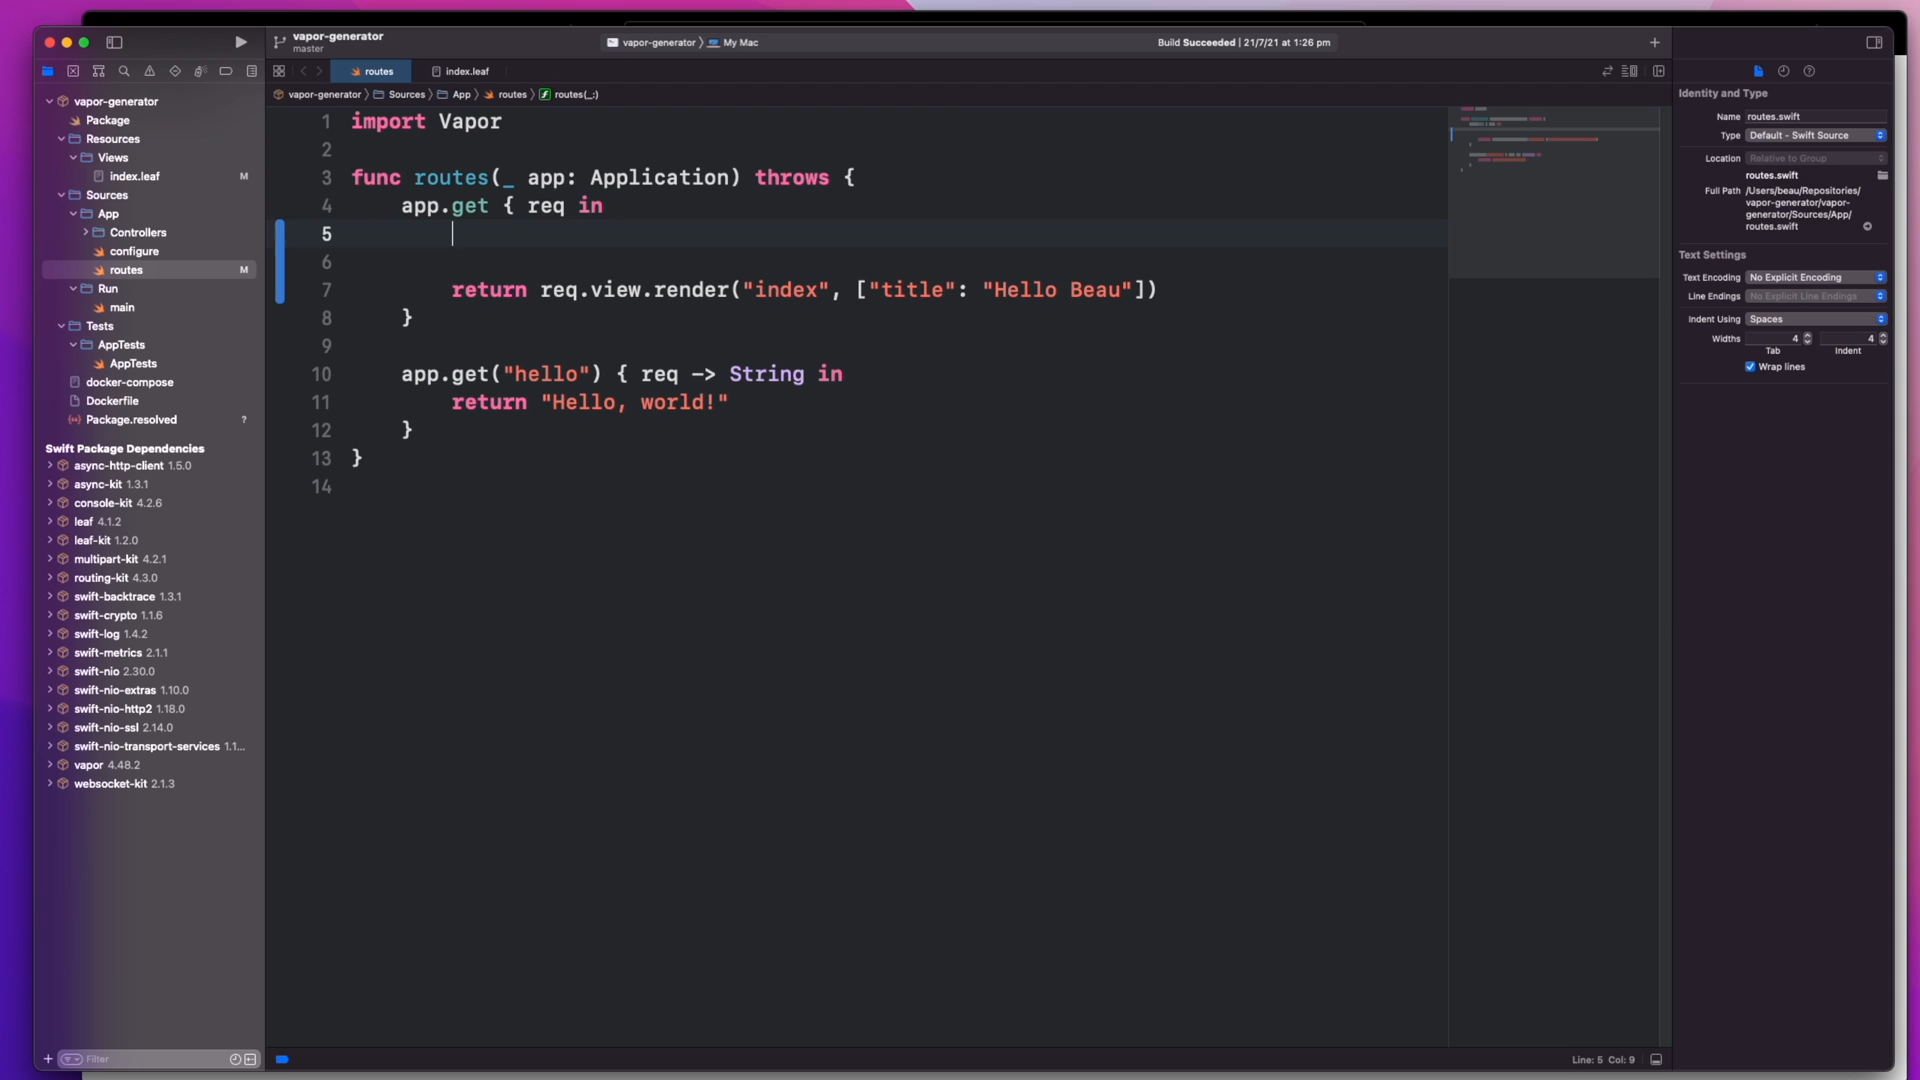 vapor-generator
master
vapor-generator 〉 My Mac
Build Succeeded | 21/7/21 at 1:26 pm
routes
index.leaf
vapor-generator 〉 Sources 〉 App 〉 routes 〉 routes(_:)
vapor-generator
Package
Resources
Views
index.leaf M
Sources
App
Controllers
configure
routes M
Run
main
Tests
AppTests
AppTests
docker-compose
Dockerfile
Package.resolved ?
Swift Package Dependencies
async-http-client 1.5.0
async-kit 1.3.1
console-kit 4.2.6
leaf 4.1.2
leaf-kit 1.2.0
multipart-kit 4.2.1
routing-kit 4.3.0
swift-backtrace 1.3.1
swift-crypto 1.1.6
swift-log 1.4.2
swift-metrics 2.1.1
swift-nio 2.30.0
swift-nio-extras 1.10.0
swift-nio-http2 1.18.0
swift-nio-ssl 2.14.0
swift-nio-transport-services 1.1...
vapor 4.48.2
websocket-kit 2.1.3
Filter
1 import Vapor
2
3 func routes(_ app: Application) throws {
4 app.get { req in
5
6
7 return req.view.render("index", ["title": "Hello Beau"])
8 }
9
10 app.get("hello") { req -> String in
11 return "Hello, world!"
12 }
13 }
14
Line: 5 Col: 9
Identity and Type
Name routes.swift
Type Default - Swift Source
Location Relative to Group
routes.swift
Full Path /Users/beau/Repositories/
vapor-generator/vapor-
generator/Sources/App/
routes.swift
Text Settings
Text Encoding No Explicit Encoding
Line Endings No Explicit Line Endings
Indent Using Spaces
Widths 4 4
Tab Indent
Wrap lines